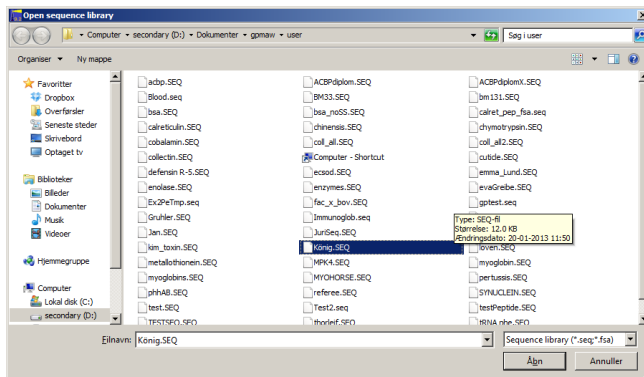 Open sequence library
Computer secondary (D:) Dokumenter gpmaw user
Søg i user
Organiser Ny mappe
Favoritter
Dropbox
Overførsler
Seneste steder
Skrivebord
Optaget tv
Biblioteker
Billeder
Dokumenter
Musik
Videoer
Hjemmegruppe
Computer
Lokal disk (C:)
secondary (D:)
acbp.SEQ ACBPdiplom.SEQ ACBPdiplomX.SEQ
Blood.seq BM33.SEQ bm131.SEQ
bsa.SEQ bsa_noSS.SEQ calret_pep_fsa.seq
calreticulin.SEQ chinensis.SEQ chymotrypsin.SEQ
cobalamin.SEQ coll_all.SEQ coll_all2.SEQ
collectin.SEQ Computer - Shortcut cutide.SEQ
defensin R-5.SEQ ecsod.SEQ emma_Lund.SEQ
enolase.SEQ enzymes.SEQ evaGreibe.SEQ
Ex2PeTmp.seq fac_x_bov.SEQ gptest.seq
Gruhler.SEQ Immunoglob.seq
Jan.SEQ JuriSeq.SEQ
kim_toxin.SEQ König.SEQ loven.SEQ
metallothionein.SEQ MPK4.SEQ myoglobin.SEQ
myoglobins.SEQ MYOHORSE.SEQ pertussis.SEQ
phhAB.SEQ referee.SEQ SYNUCLEIN.SEQ
test.SEQ Test2.seq testPeptide.SEQ
TESTSEQ.SEQ thorleif.SEQ tRNA phe.SEQ
Type: SEQ-fil
Størrelse: 12.0 KB
Ændringsdato: 20-01-2013 11:50
Filnavn: König.SEQ Sequence library (*.seq;*.fsa)
Åbn Annuller